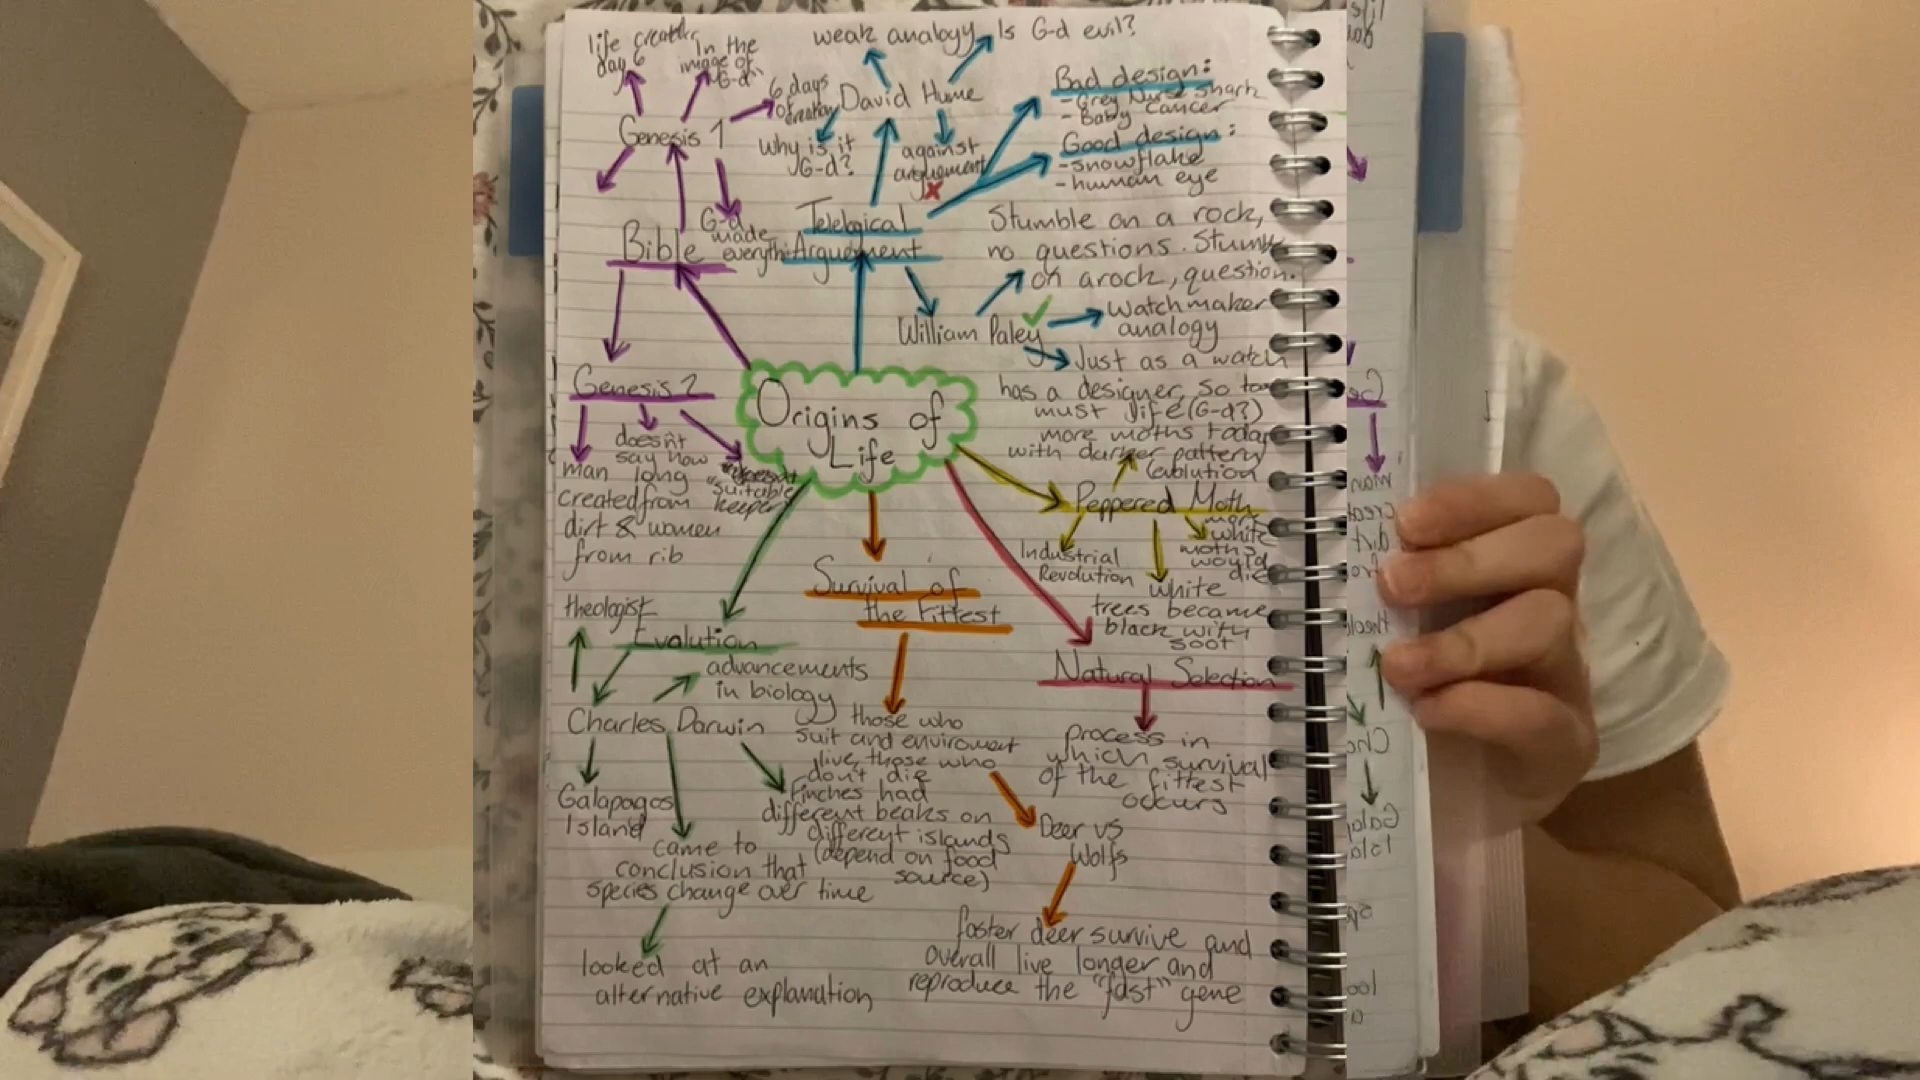 life creation
day 6
In the
image of
"G-d"
6 days
of creation
Genesis 1
G-d
made
everything
Bible
Genesis 2
man
created from
dirt & women
from rib
doesn't
say how
long
"suitable
keeper"
weak analogy
Is G-d evil?
David Hume
why is it
G-d?
against
arguement
Bad design:
- Grey Nurse Shark
- Baby Cancer
Good design:
- snowflake
- human eye
Telelogical
Arguement
Stumble on a rock,
no questions. Stumble
on a rock, question.
William Paley
Watchmaker
analogy
Just as a watch
has a designer, so too
must life (G-d?)
Origins of
Life
more moths today
with darker pattern
Evolution
Peppered Moth
Industrial
Revolution
more
white
moths
would
die
white
trees became
black with
soot
Survival of
the Fittest
those who
suit and enviroment
live, those who
don't die
Deer vs
Wolfs
faster deer survive and
overall live longer and
reproduce the "fast" gene
Natural Selection
process in
which survival
of the fittest
occurs
theologist
Evolution
advancements
in biology
Charles Darwin
Galapagos
Island
came to
conclusion that
species change over time
Finches had
different beaks on
different islands
(depend on food
source)
looked at an
alternative explanation